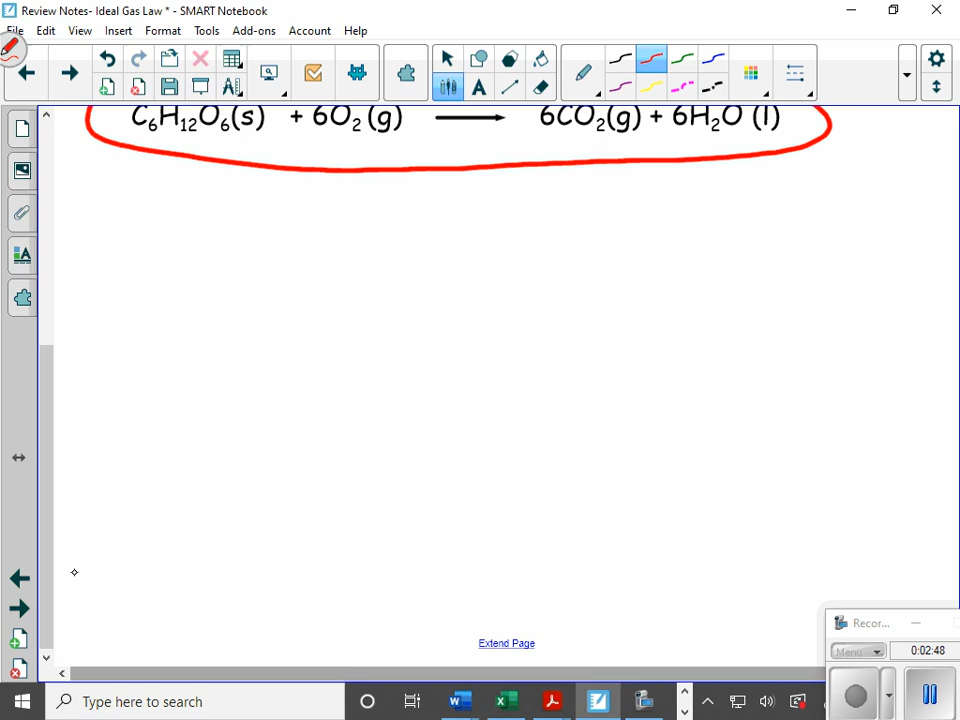 Review Notes- Ideal Gas Law * - SMART Notebook
File Edit View Insert Format Tools Add-ons Account Help
C₆H₁₂O₆(s) + 6O₂ (g) ⟶ 6CO₂(g) + 6H₂O (l)
Extend Page
Recor...
Menu
0:02:48
Type here to search